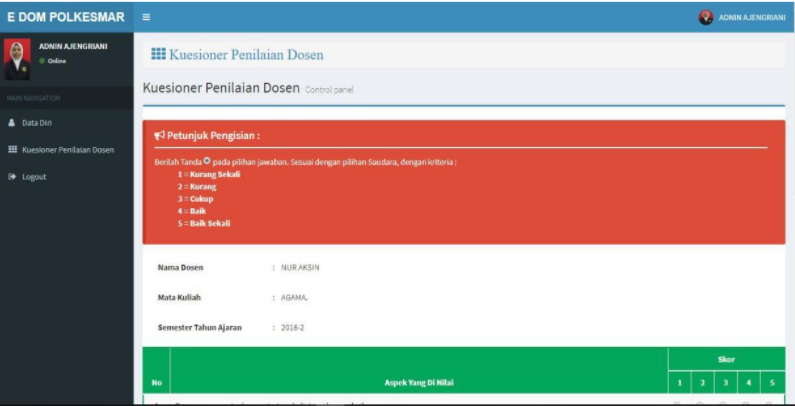 E DOM POLKESMAR
ADNIN AJENGRIANI
ADNIN AJENGRIANI
Online
MAIN NAVIGATION
Data Diri
Kuesioner Penilaian Dosen
Logout
Kuesioner Penilaian Dosen
Kuesioner Penilaian Dosen Control panel
Petunjuk Pengisian :
Berilah Tanda pada pilihan jawaban. Sesuai dengan pilihan Saudara, dengan kriteria :
1 = Kurang Sekali
2 = Kurang
3 = Cukup
4 = Baik
5 = Baik Sekali
Nama Dosen : NUR AKSIN
Mata Kuliah : AGAMA.
Semester Tahun Ajaran : 2018-2
Skor
No Aspek Yang Di Nilai 1 2 3 4 5